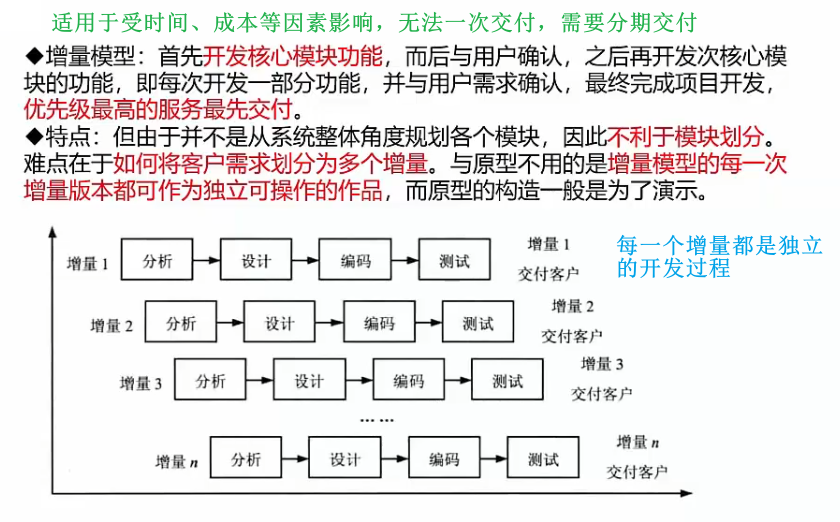 适用于受时间、成本等因素影响，无法一次交付，需要分期交付
◆增量模型：首先开发核心模块功能，而后与用户确认，之后再开发次核心模
块的功能，即每次开发一部分功能，并与用户需求确认，最终完成项目开发，
优先级最高的服务最先交付。
◆特点：但由于并不是从系统整体角度规划各个模块，因此不利于模块划分。
难点在于如何将客户需求划分为多个增量。与原型不用的是增量模型的每一次
增量版本都可作为独立可操作的作品，而原型的构造一般是为了演示。
增量 1 分析 设计 编码 测试 增量 1
交付客户
每一个增量都是独立
的开发过程
增量 2 分析 设计 编码 测试 增量 2
交付客户
增量 3 分析 设计 编码 测试 增量 3
交付客户
… …
增量 n 分析 设计 编码 测试 增量 n
交付客户